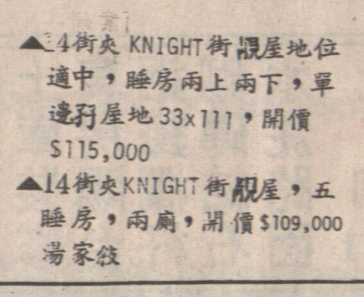 ▲14街夾 KNIGHT街靚屋地位
適中，睡房兩上兩下，單
邊孖屋地33x111，開價
$115,000
▲14街夾KNIGHT街靚屋，五
睡房，兩廁，開價$109,000
湯家鈘